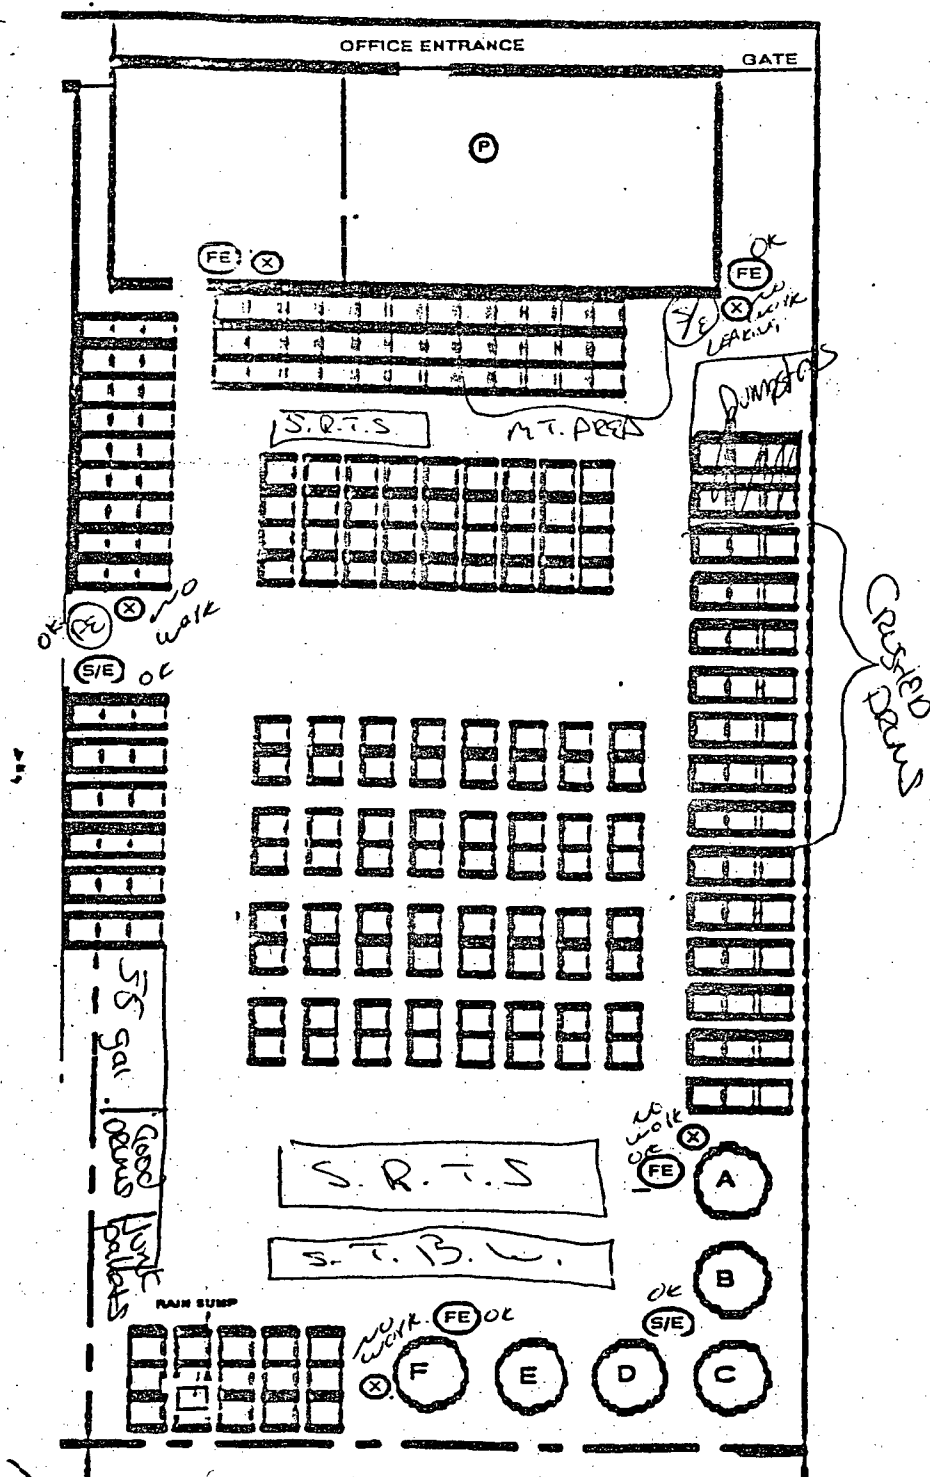 OFFICE ENTRANCE
GATE
P
FE X
OK
FE
X NO
WORK
LEAKING
S/E
DUMPSTERS
S.R.T.S
MT. AREA
CRUSHED
DRUMS
X NO
WORK
OK FE
S/E OK
55 gal.
DRUMS
GOOD
JUNK
pallets
NO
WORK X
OK
FE
A
S.R.T.S
S.T.B.W.
B
OK
S/E
RAIN SUMP
NO
WORK
FE OK
X
F
E
D
C